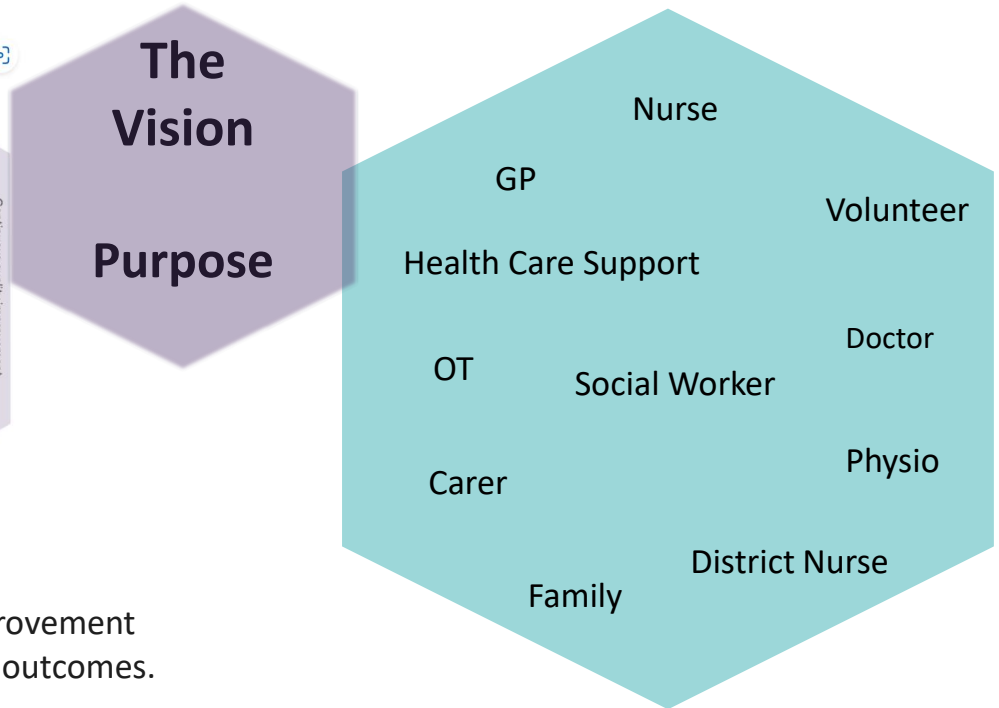 The
Vision
Purpose
Nurse
GP
Volunteer
Health Care Support
Doctor
OT
Social Worker
Physio
Carer
District Nurse
Family
outcomes.